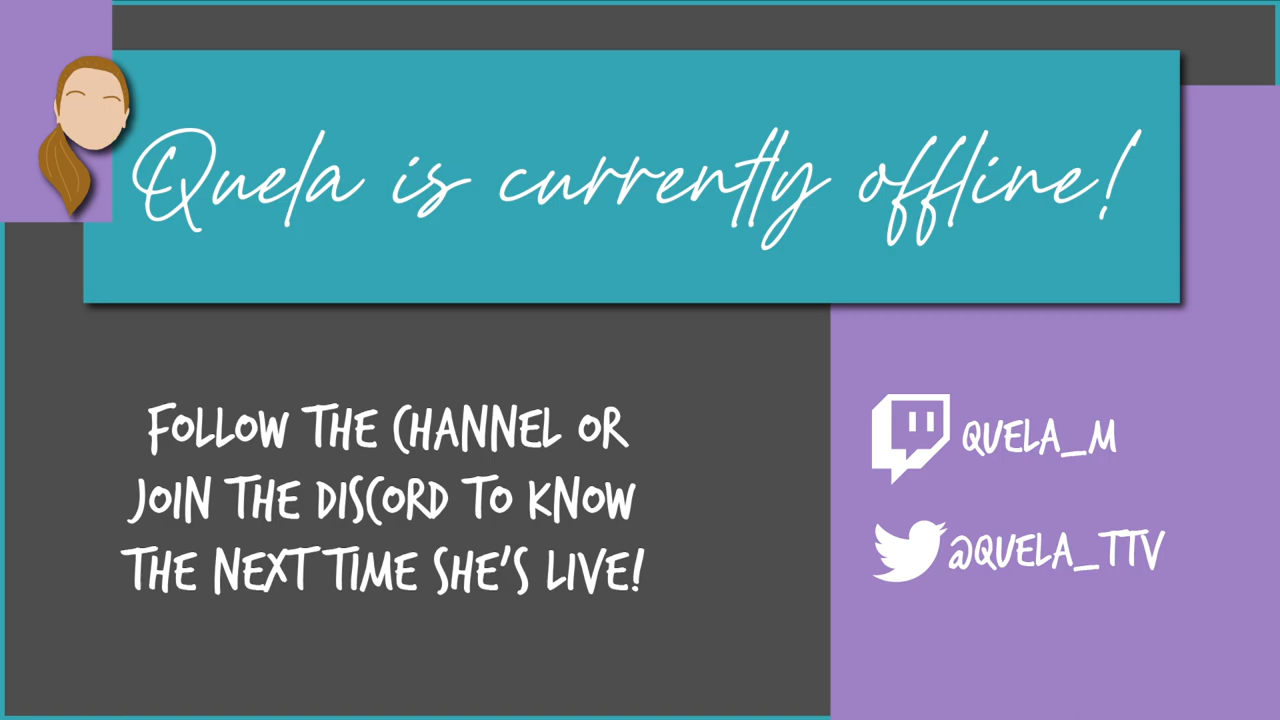 Quela is currently offline!
FOLLOW THE CHANNEL OR
JOIN THE DISCORD TO KNOW
THE NEXT TIME SHE'S LIVE!
QUELA_M
@QUELA_TTV